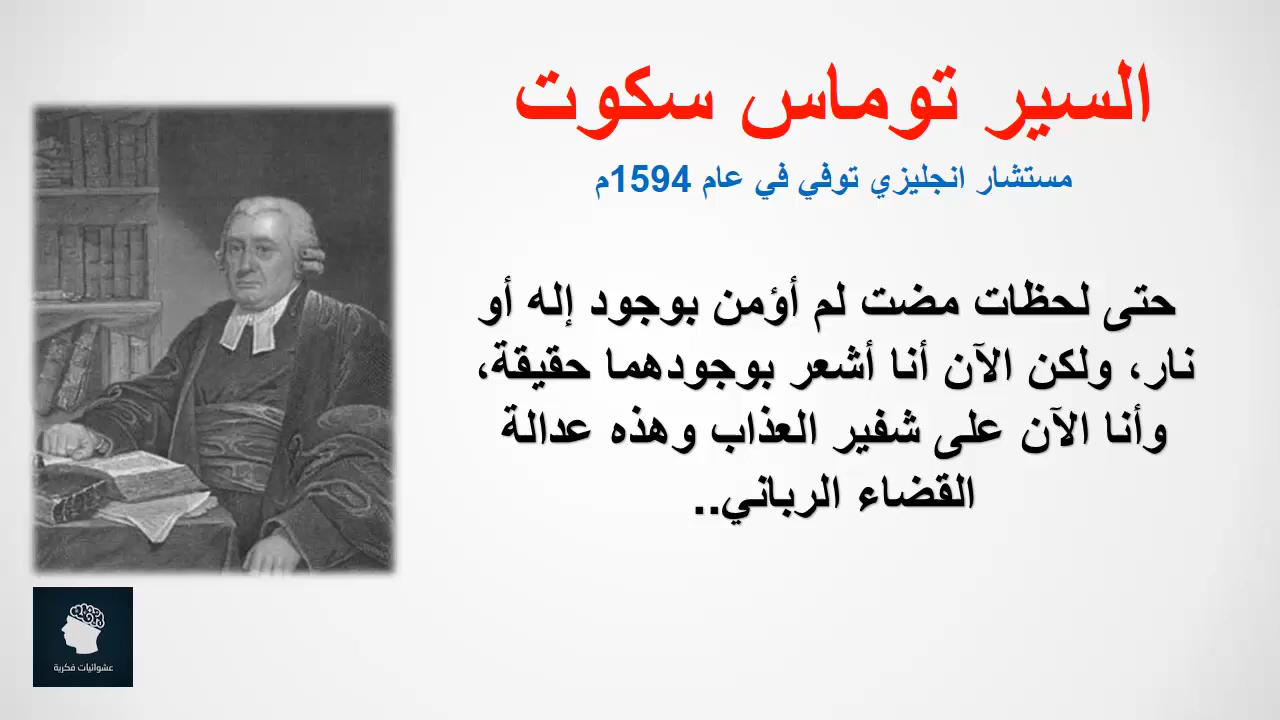 السير توماس سكوت
مستشار انجليزي توفي في عام 1594م
حتى لحظات مضت لم أؤمن بوجود إله أو
نار، ولكن الآن أنا أشعر بوجودهما حقيقة،
وأنا الآن على شفير العذاب وهذه عدالة
القضاء الرباني..
عشوائيات فكرية